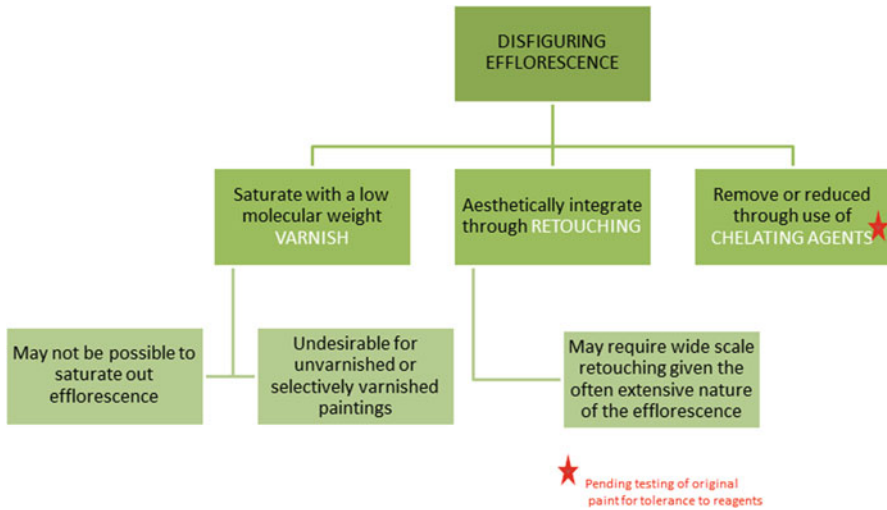 DISFIGURING
EFFLORESCENCE
Saturate with a low
molecular weight
VARNISH
Aesthetically integrate
through RETOUCHING
Remove or reduced
through use of
CHELATING AGENTS
May not be possible to
saturate out
efflorescence
Undesirable for
unvarnished or
selectively varnished
paintings
May require wide scale
retouching given the
often extensive nature
of the efflorescence
Pending testing of original
paint for tolerance to reagents